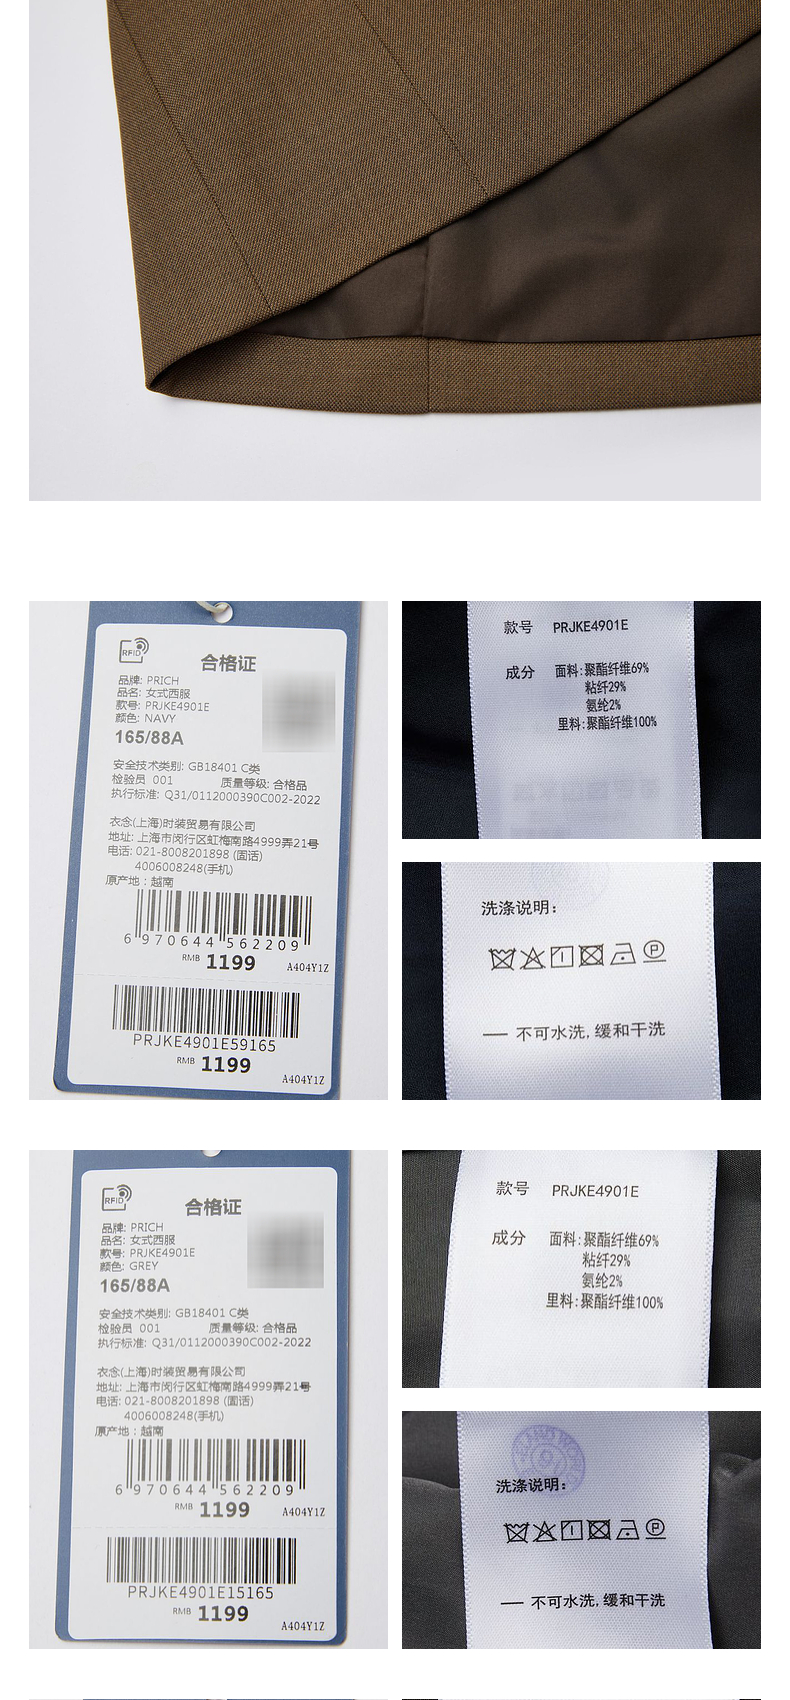 RFID
合格证
品牌: PRICH
品名: 女式西服
款号: PRJKE4901E
颜色: NAVY
165/88A
安全技术类别: GB18401 C类
检验员 001 质量等级: 合格品
执行标准: Q31/0112000390C002-2022
衣念(上海)时装贸易有限公司
地址: 上海市闵行区虹梅南路4999弄21号
电话: 021-8008201898 (固话)
4006008248(手机)
原产地: 越南
6 970644 562209
RMB 1199 A404Y1Z
PRJKE4901E59165
RMB 1199
A404Y1Z
款号 PRJKE4901E
成分 面料:聚酯纤维69%
粘纤29%
氨纶2%
里料:聚酯纤维100%
洗涤说明:
P
— 不可水洗, 缓和干洗
RFID
合格证
品牌: PRICH
品名: 女式西服
款号: PRJKE4901E
颜色: GREY
165/88A
安全技术类别: GB18401 C类
检验员 001 质量等级: 合格品
执行标准: Q31/0112000390C002-2022
衣念(上海)时装贸易有限公司
地址: 上海市闵行区虹梅南路4999弄21号
电话: 021-8008201898 (固话)
4006008248(手机)
原产地: 越南
6 970644 562209
RMB 1199 A404Y1Z
PRJKE4901E15165
RMB 1199
A404Y1Z
款号 PRJKE4901E
成分 面料:聚酯纤维69%
粘纤29%
氨纶2%
里料:聚酯纤维100%
洗涤说明:
P
— 不可水洗, 缓和干洗